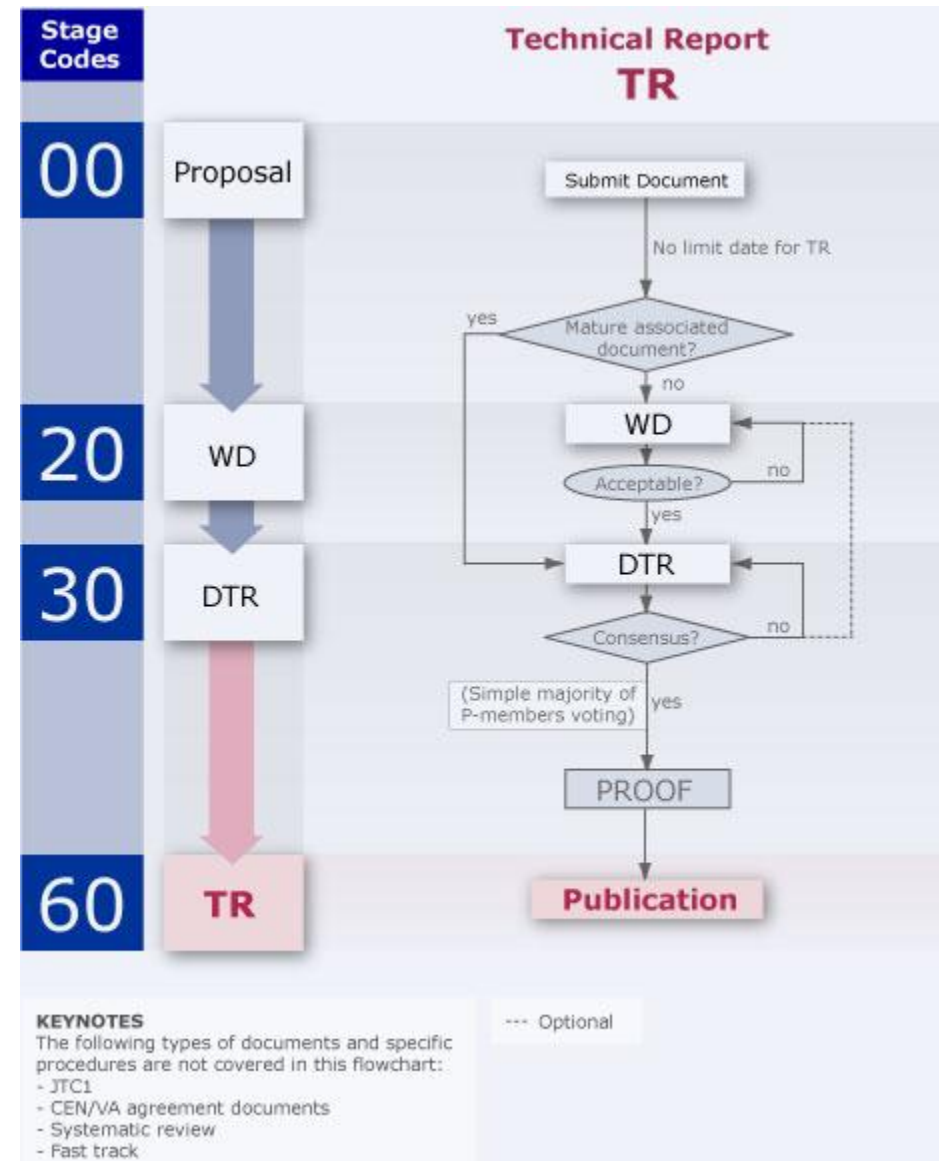 Stage
Codes
Technical Report
TR
00
Proposal
Submit Document
No limit date for TR
yes
Mature associated
document?
no
20
WD
WD
Acceptable?
no
yes
30
DTR
DTR
Consensus?
no
(Simple majority of
P-members voting)
yes
PROOF
60
TR
Publication
KEYNOTES
The following types of documents and specific
procedures are not covered in this flowchart:
- JTC1
- CEN/VA agreement documents
- Systematic review
- Fast track
--- Optional